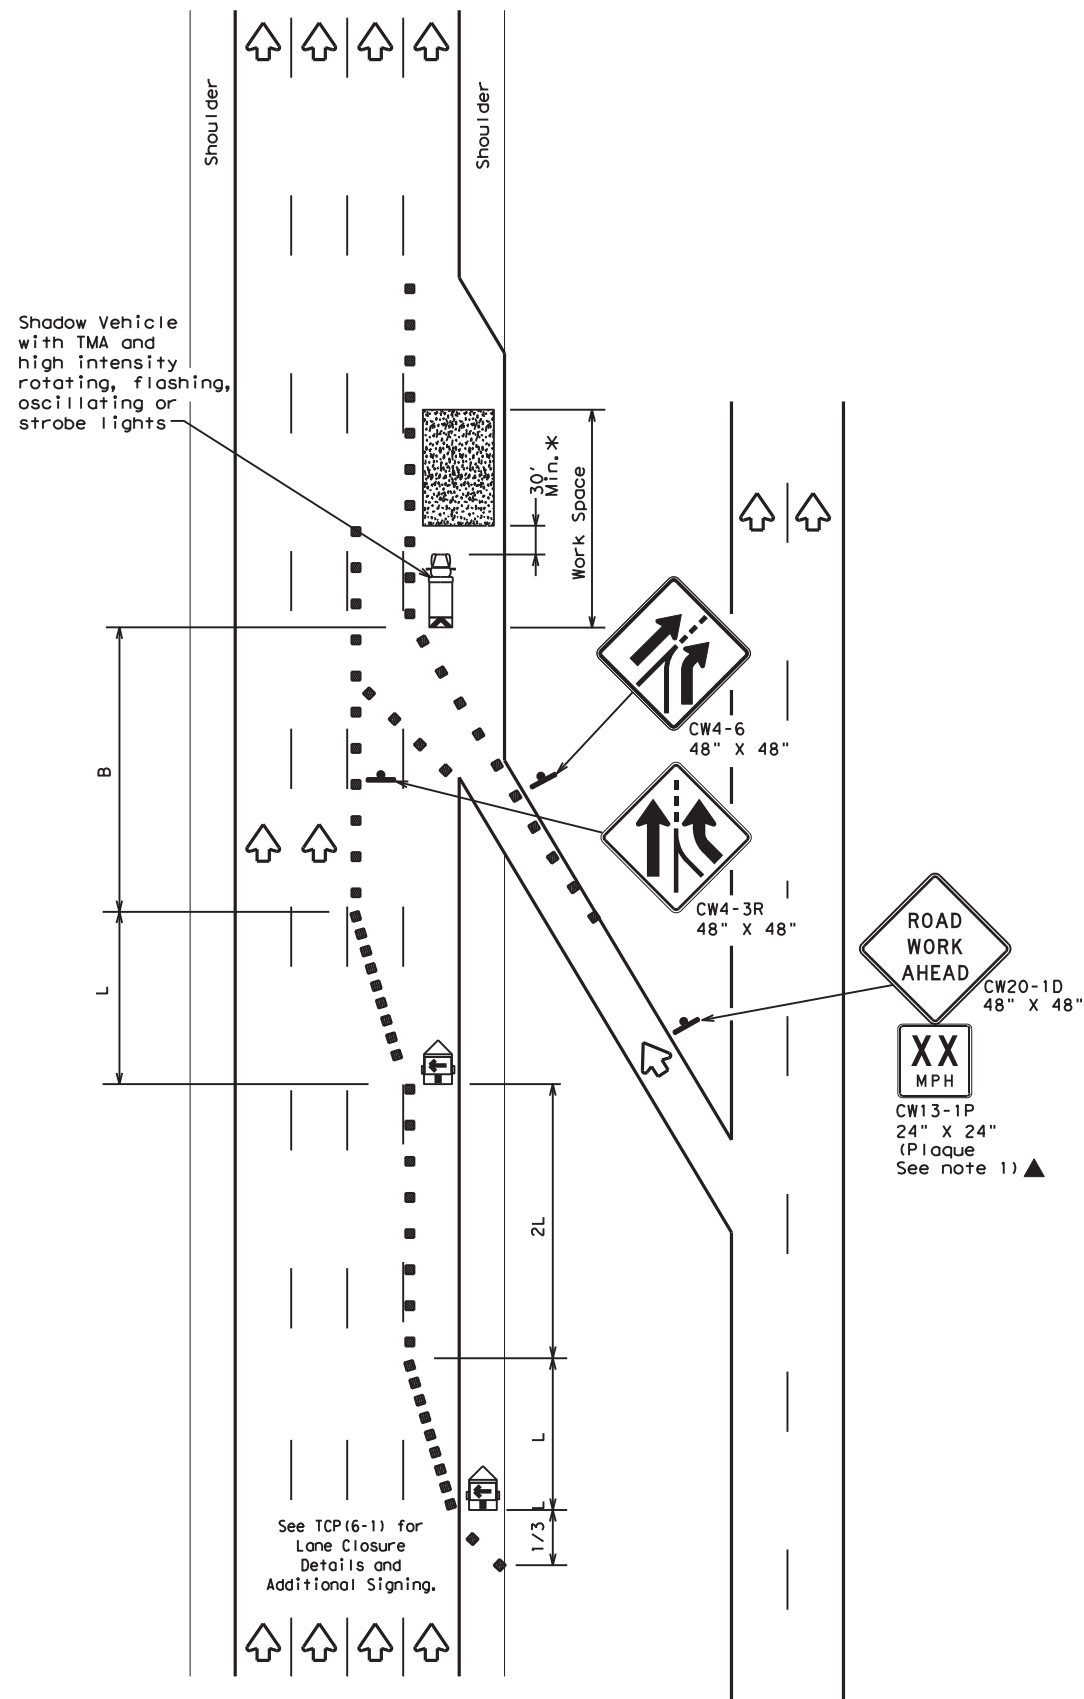 Shoulder
Shoulder
Shadow Vehicle
with TMA and
high intensity
rotating, flashing,
oscillating or
strobe lights
30'
Min.*
Work Space
CW4-6
48" X 48"
B
CW4-3R
48" X 48"
ROAD
WORK
AHEAD
CW20-1D
48" X 48"
L
XX
MPH
CW13-1P
24" X 24"
(Plaque
See note 1) ▲
2L
L
1/3 L
See TCP(6-1) for
Lane Closure
Details and
Additional Signing.